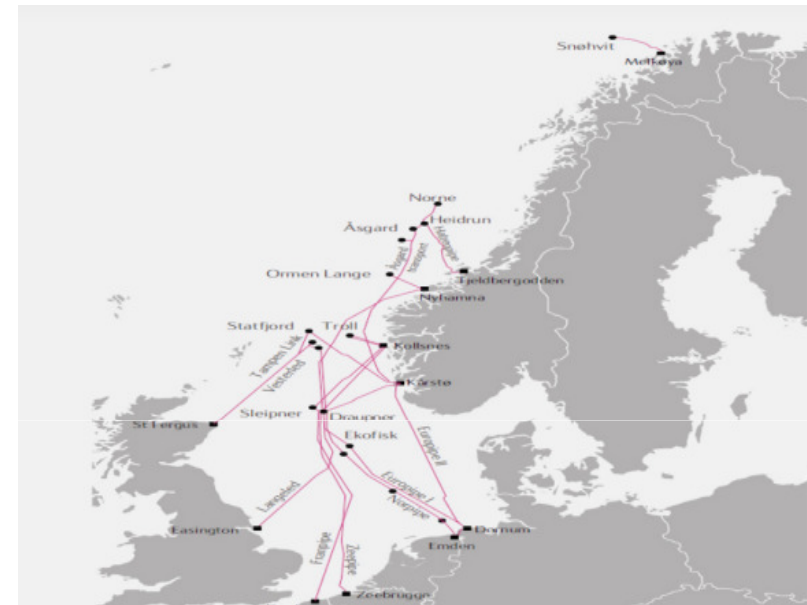 Snøhvit
Melkøya
Norne
Heidrun
Åsgard
Haltenpipe
Åsgard
transport
Ormen Lange
Tjeldbergodden
Nyhamna
Statfjord
Troll
Tampen Link
Vesterled
Kollsnes
Kårstø
Sleipner
Draupner
St Fergus
Ekofisk
Europipe II
Europipe I
Norpipe
Langeled
Easington
Dornum
Emden
Franpipe
Zeepipe
Zeebrugge